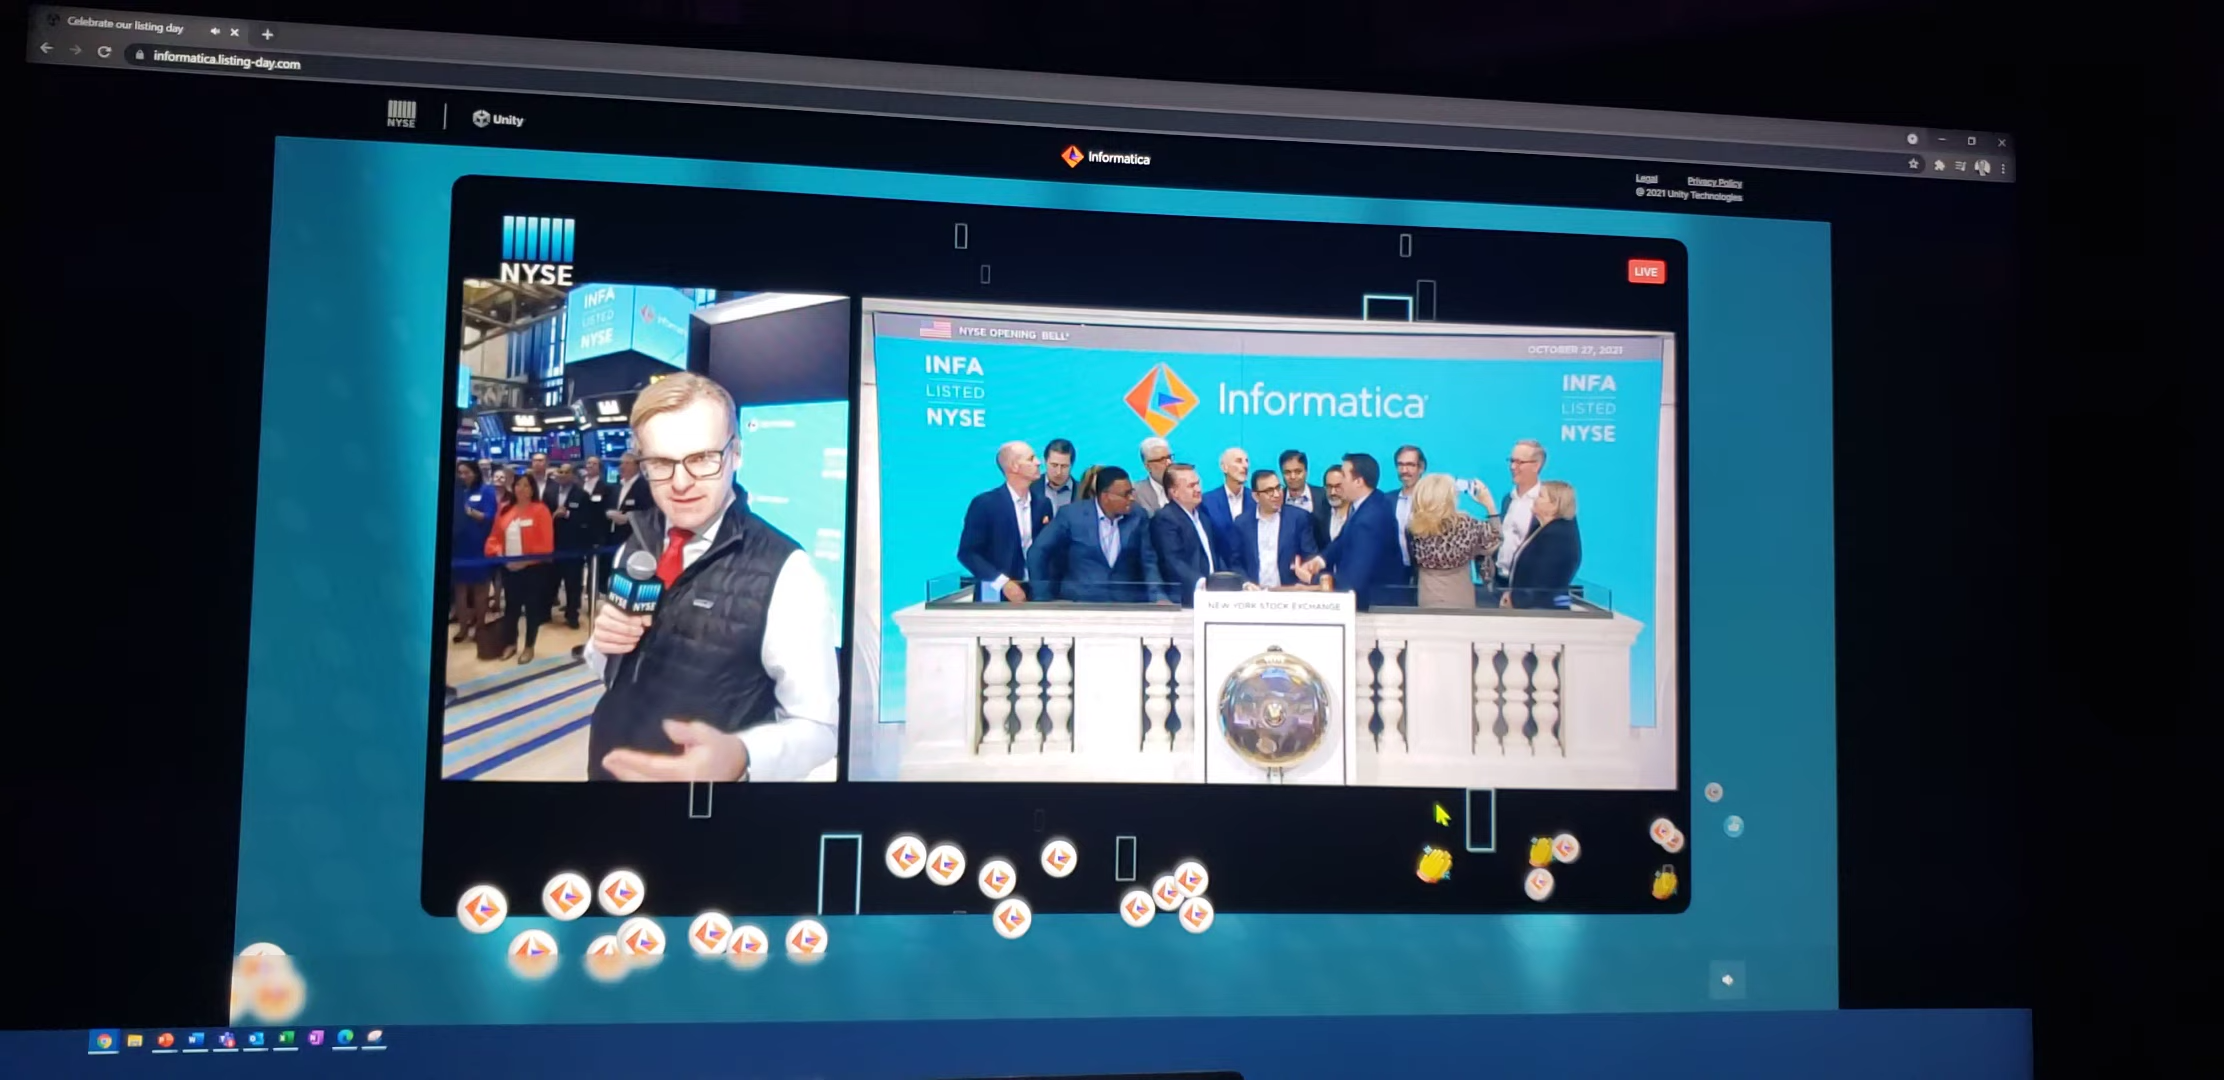 Celebrate our listing day
informatica.listing-day.com
NYSE
Unity
Informatica
Legal Privacy Policy
© 2021 Unity Technologies
NYSE
LIVE
INFA
LISTED
NYSE
NYSE NYSE
NYSE OPENING BELL®
OCTOBER 27, 2021
INFA
LISTED
NYSE
Informatica
INFA
LISTED
NYSE
NEW YORK STOCK EXCHANGE